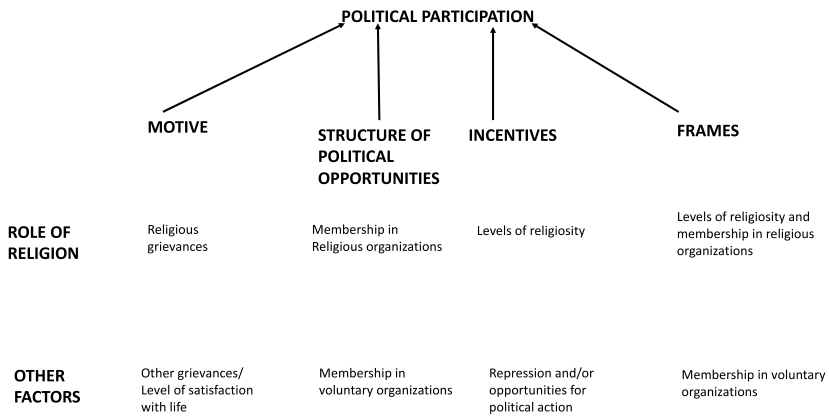 POLITICAL PARTICIPATION
MOTIVE
STRUCTURE OF
POLITICAL
OPPORTUNITIES
INCENTIVES
FRAMES
ROLE OF
RELIGION
Religious
grievances
Membership in
Religious organizations
Levels of religiosity
Levels of religiosity and
membership in religious
organizations
OTHER
FACTORS
Other grievances/
Level of satisfaction
with life
Membership in
voluntary organizations
Repression and/or
opportunities for
political action
Membership in voluntary
organizations